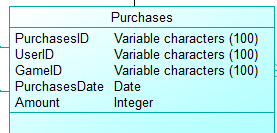 Purchases
PurchasesID Variable characters (100)
UserID Variable characters (100)
GameID Variable characters (100)
PurchasesDate Date
Amount Integer